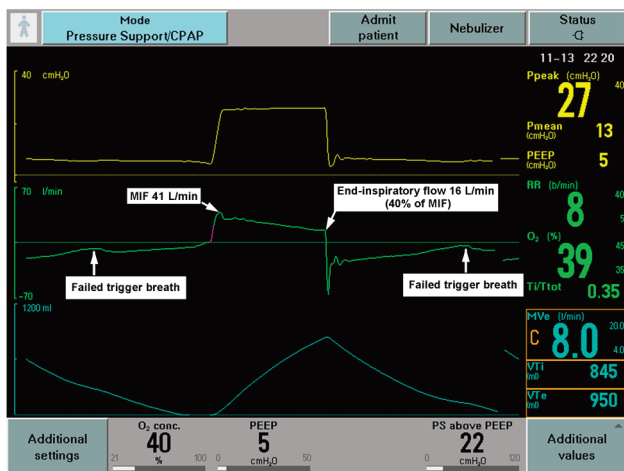 Mode
Pressure Support/CPAP
Admit
patient
Nebulizer
Status
11-13 22 20
40 cmH₂O
Ppeak (cmH₂O)
27
40
Pmean
(cmH₂O)
13
PEEP
(cmH₂O)
5
70 l/min
MIF 41 L/min
End-inspiratory flow 16 L/min
(40% of MIF)
Failed trigger breath
Failed trigger breath
-70
RR (b/min)
8
40
5
O₂ (%)
39
45
35
Ti/Ttot
0.35
1200 ml
MVe (l/min)
C 8.0
20.0
4.0
VTi
(ml)
845
VTe
(ml)
950
Additional
settings
O₂ conc.
40
21 % 100
PEEP
5
0 cmH₂O 50
PS above PEEP
22
0 cmH₂O 120
Additional
values